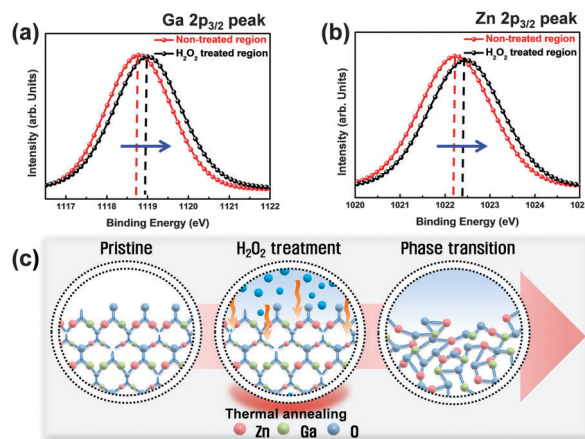 (a)
Ga 2p3/2 peak
Non-treated region
H2O2 treated region
Intensity (arb. Units)
1117 1118 1119 1120 1121 1122
Binding Energy (eV)
(b)
Zn 2p3/2 peak
Non-treated region
H2O2 treated region
Intensity (arb. Units)
1020 1021 1022 1023 1024 102
Binding Energy (eV)
(c)
Pristine
H2O2 treatment
Phase transition
Thermal annealing
Zn Ga O